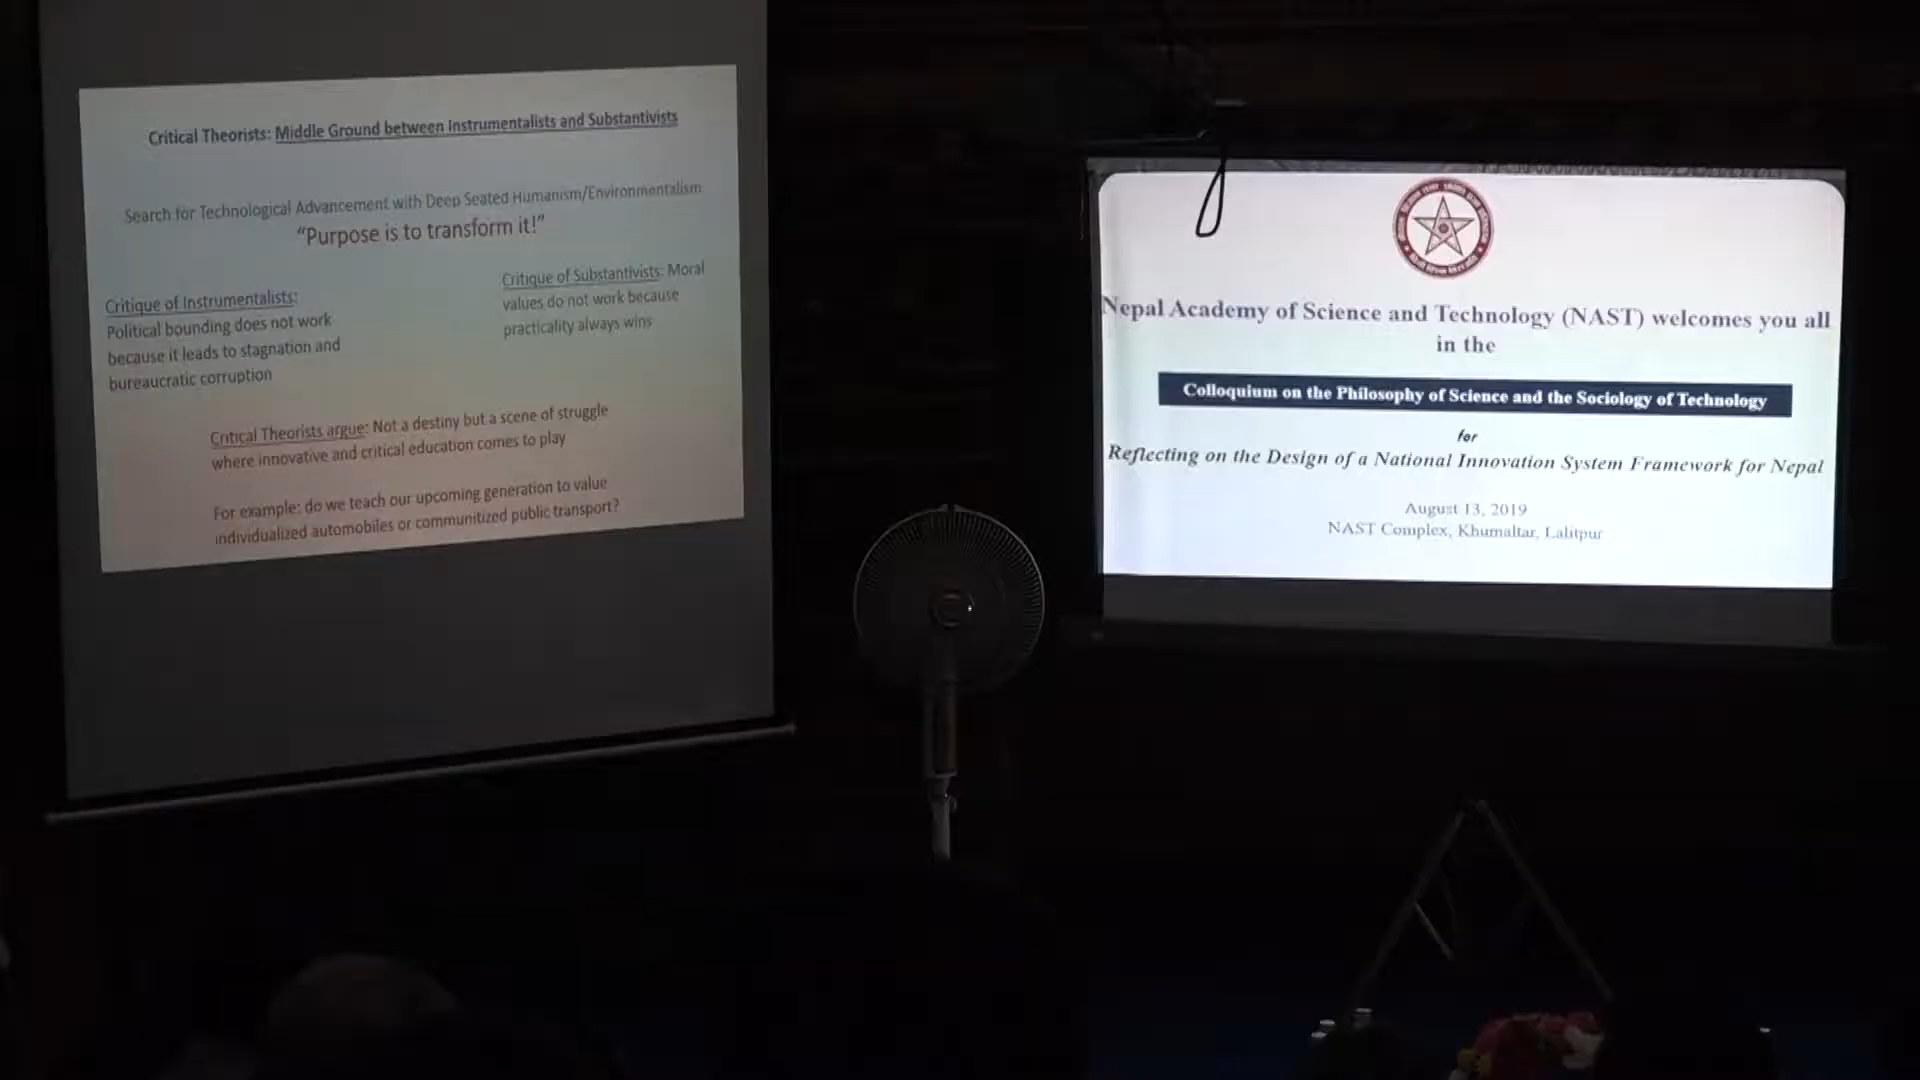 Critical Theorists: Middle Ground between Instrumentalists and Substantivists
Search for Technological Advancement with Deep Seated Humanism/Environmentalism
“Purpose is to transform it!”
Critique of Instrumentalists:
Political bounding does not work
because it leads to stagnation and
bureaucratic corruption
Critique of Substantivists: Moral
values do not work because
practicality always wins
Critical Theorists argue: Not a destiny but a scene of struggle
where innovative and critical education comes to play
For example: do we teach our upcoming generation to value
individualized automobiles or communitized public transport?
Nepal Academy of Science and Technology (NAST) welcomes you all
in the
Colloquium on the Philosophy of Science and the Sociology of Technology
for
Reflecting on the Design of a National Innovation System Framework for Nepal
August 13, 2019
NAST Complex, Khumaltar, Lalitpur